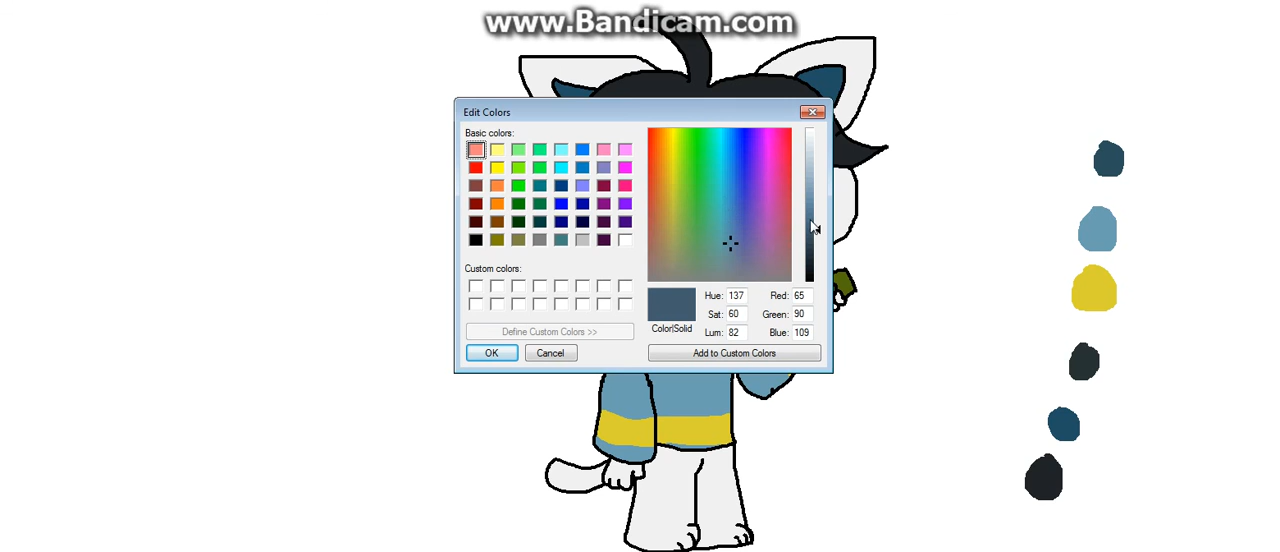 www.Bandicam.com
Edit Colors
Basic colors:
Custom colors:
Define Custom Colors >>
OK
Cancel
Color|Solid
Hue: 137
Red: 65
Sat: 60
Green: 90
Lum: 82
Blue: 109
Add to Custom Colors